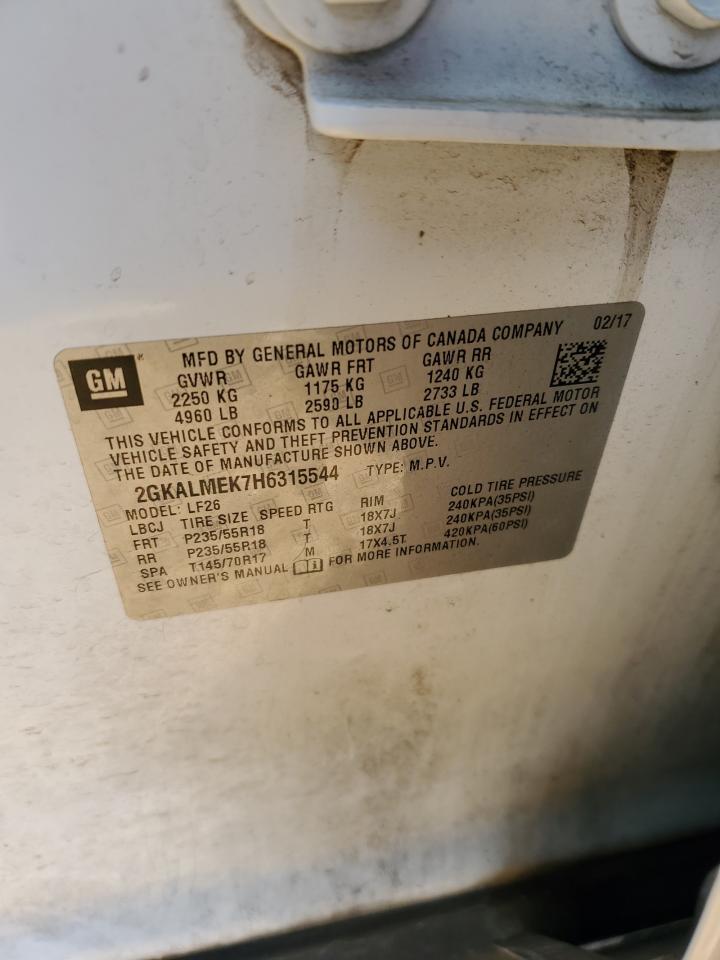 GM
MFD BY GENERAL MOTORS OF CANADA COMPANY 02/17
GVWR GAWR FRT GAWR RR
2250 KG 1175 KG 1240 KG
4960 LB 2590 LB 2733 LB
THIS VEHICLE CONFORMS TO ALL APPLICABLE U.S. FEDERAL MOTOR
VEHICLE SAFETY AND THEFT PREVENTION STANDARDS IN EFFECT ON
THE DATE OF MANUFACTURE SHOWN ABOVE.
2GKALMEK7H6315544 TYPE: M.P.V.
MODEL: LF26
LBCJ TIRE SIZE SPEED RTG RIM COLD TIRE PRESSURE
FRT P235/55R18 T 18X7J 240KPA(35PSI)
RR P235/55R18 T 18X7J 240KPA(35PSI)
SPA T145/70R17 M 17X4.5T 420KPA(60PSI)
SEE OWNER'S MANUAL FOR MORE INFORMATION.